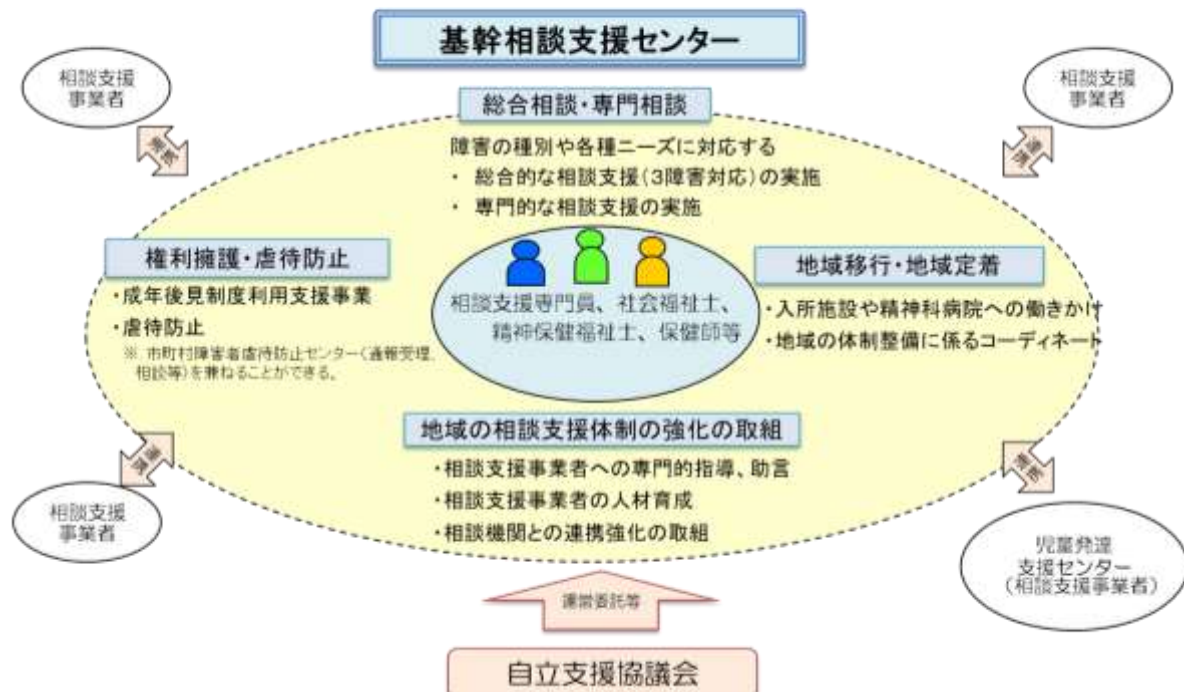 基幹相談支援センター
相談支援
事業者
相談支援
事業者
総合相談・専門相談
障害の種別や各種ニーズに対応する
・ 総合的な相談支援(3障害対応)の実施
・ 専門的な相談支援の実施
連携
連携
権利擁護・虐待防止
・成年後見制度利用支援事業
・虐待防止
※ 市町村障害者虐待防止センター(通報受理、
相談等)を兼ねることができる。
相談支援専門員、社会福祉士、
精神保健福祉士、保健師等
地域移行・地域定着
・入所施設や精神科病院への働きかけ
・地域の体制整備に係るコーディネート
地域の相談支援体制の強化の取組
・相談支援事業者への専門的指導、助言
・相談支援事業者の人材育成
・相談機関との連携強化の取組
連携
連携
相談支援
事業者
児童発達
支援センター
(相談支援事業者)
運営委託等
自立支援協議会